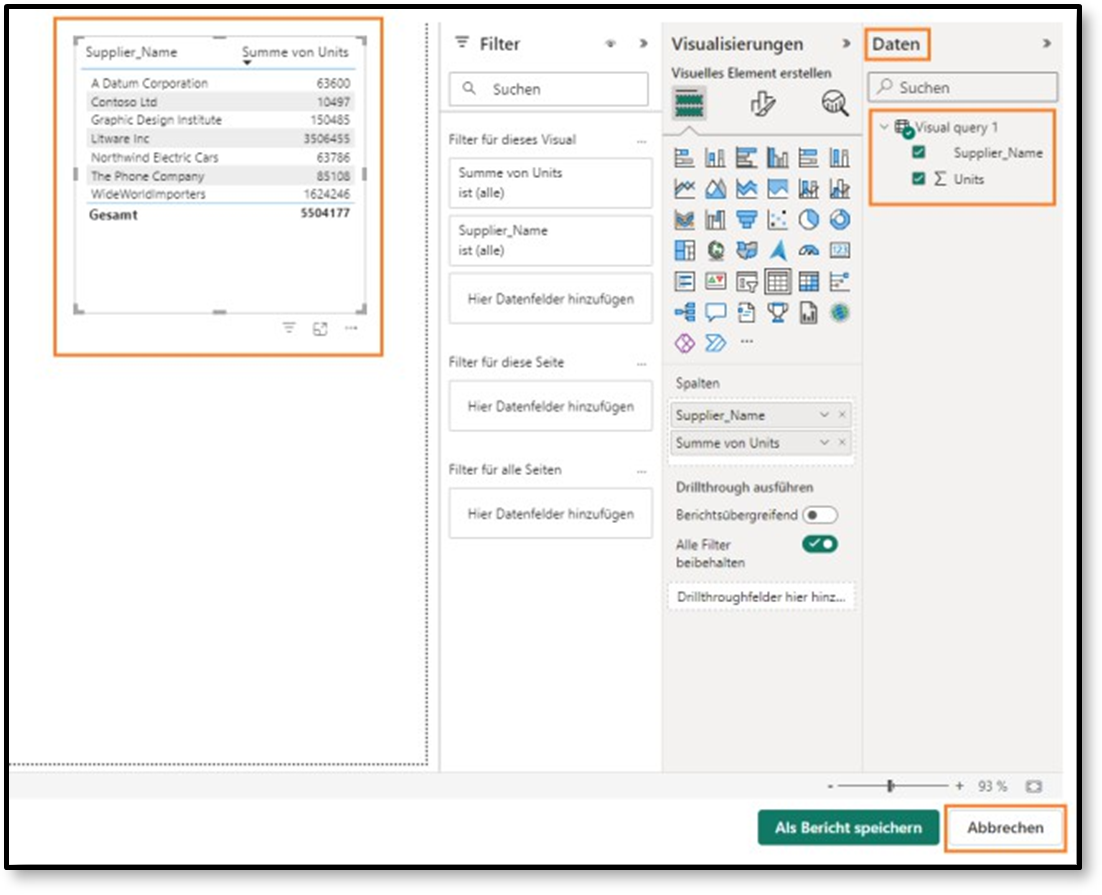 Supplier_Name Summe von Units
A Datum Corporation 63600
Contoso Ltd 10497
Graphic Design Institute 150485
Litware Inc 3506455
Northwind Electric Cars 63786
The Phone Company 85108
WideWorldImporters 1624246
Gesamt 5504177
Filter
Suchen
Filter für dieses Visual ...
Summe von Units
ist (alle)
Supplier_Name
ist (alle)
Hier Datenfelder hinzufügen
Filter für diese Seite ...
Hier Datenfelder hinzufügen
Filter für alle Seiten ...
Hier Datenfelder hinzufügen
Visualisierungen
Visuelles Element erstellen
123
...
Spalten
Supplier_Name
Summe von Units
Drillthrough ausführen
Berichtsübergreifend
Alle Filter
beibehalten
Drillthroughfelder hier hinz...
Daten
Suchen
Visual query 1
Supplier_Name
∑ Units
- + 93 %
Als Bericht speichern Abbrechen